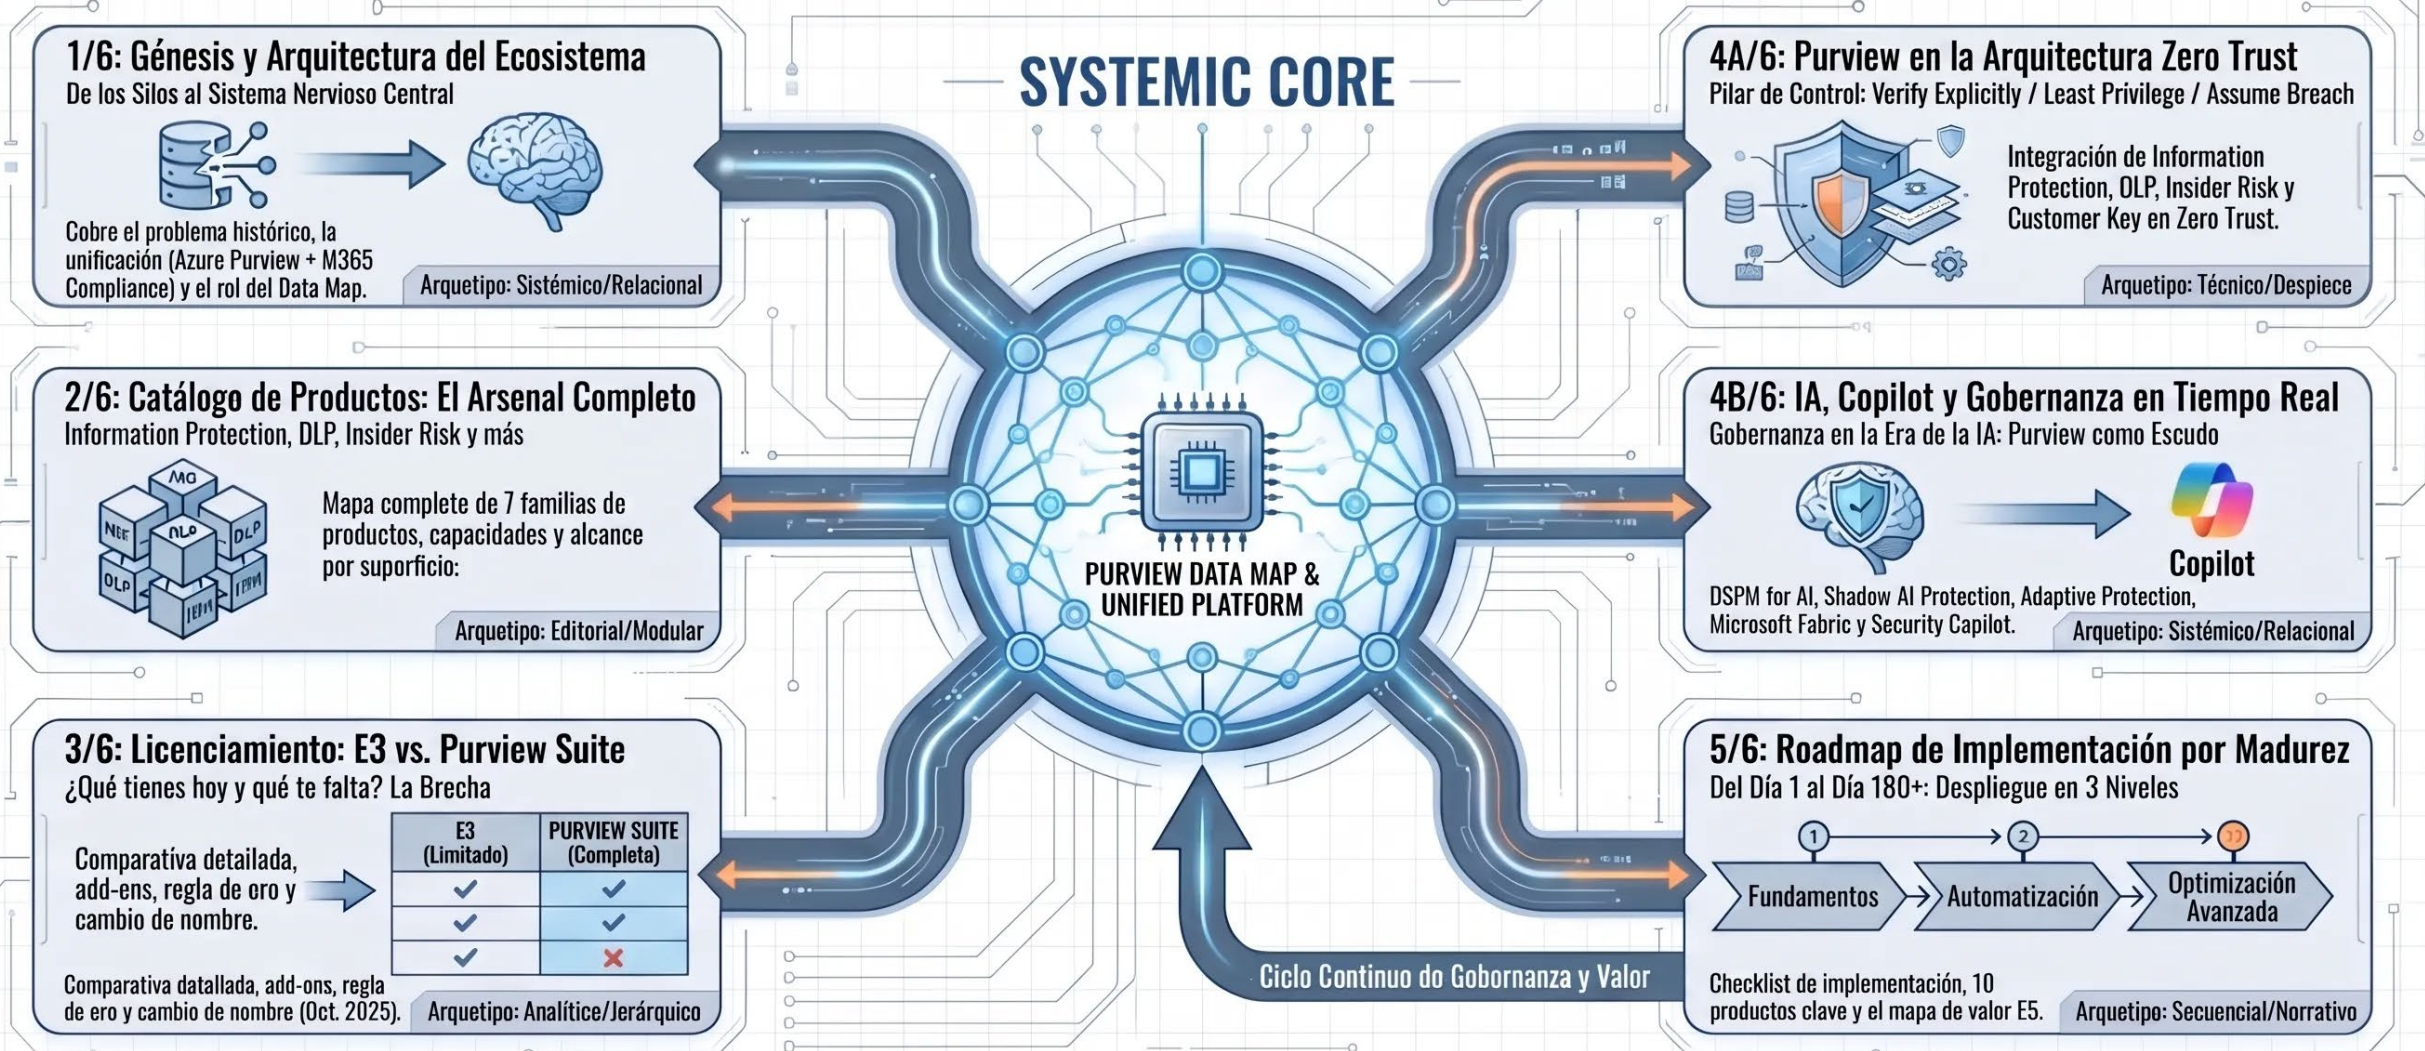 SYSTEMIC CORE
1/6: Génesis y Arquitectura del Ecosistema
De los Silos al Sistema Nervioso Central
Cobre el problema histórico, la
unificación (Azure Purview + M365
Compliance) y el rol del Data Map.
Arquetipo: Sistémico/Relacional
2/6: Catálogo de Productos: El Arsenal Completo
Information Protection, DLP, Insider Risk y más
MG
DLP
OLP
Mapa complete de 7 familias de
productos, capacidades y alcance
por suporficio:
Arquetipo: Editorial/Modular
3/6: Licenciamiento: E3 vs. Purview Suite
¿Qué tienes hoy y qué te falta? La Brecha
Comparatíva detailada,
add-ens, regla de oro y
cambio de nombre.
E3
(Limitado)
PURVIEW SUITE
(Completa)
Comparativa datallada, add-ons, regla
de ero y cambio de nombre (Oct. 2025).
Arquetipo: Analítice/Jerárquico
PURVIEW DATA MAP &
UNIFIED PLATFORM
Ciclo Continuo do Gobornanza y Valor
4A/6: Purview en la Arquitectura Zero Trust
Pilar de Control: Verify Explicitly / Least Privilege / Assume Breach
Integración de Information
Protection, OLP, Insider Risk y
Customer Key en Zero Trust.
Arquetipo: Técnico/Despiece
4B/6: IA, Copilot y Gobernanza en Tiempo Real
Gobernanza en la Era de la IA: Purview como Escudo
Copilot
DSPM for AI, Shadow AI Protection, Adaptive Protection,
Microsoft Fabric y Security Capilot.
Arquetipo: Sistémico/Relacional
5/6: Roadmap de Implementación por Madurez
Del Día 1 al Día 180+: Despliegue en 3 Niveles
1
2
Fundamentos
Automatización
Optimización
Avanzada
Checklist de implementación, 10
productos clave y el mapa de valor E5.
Arquetipo: Secuencial/Norrativo